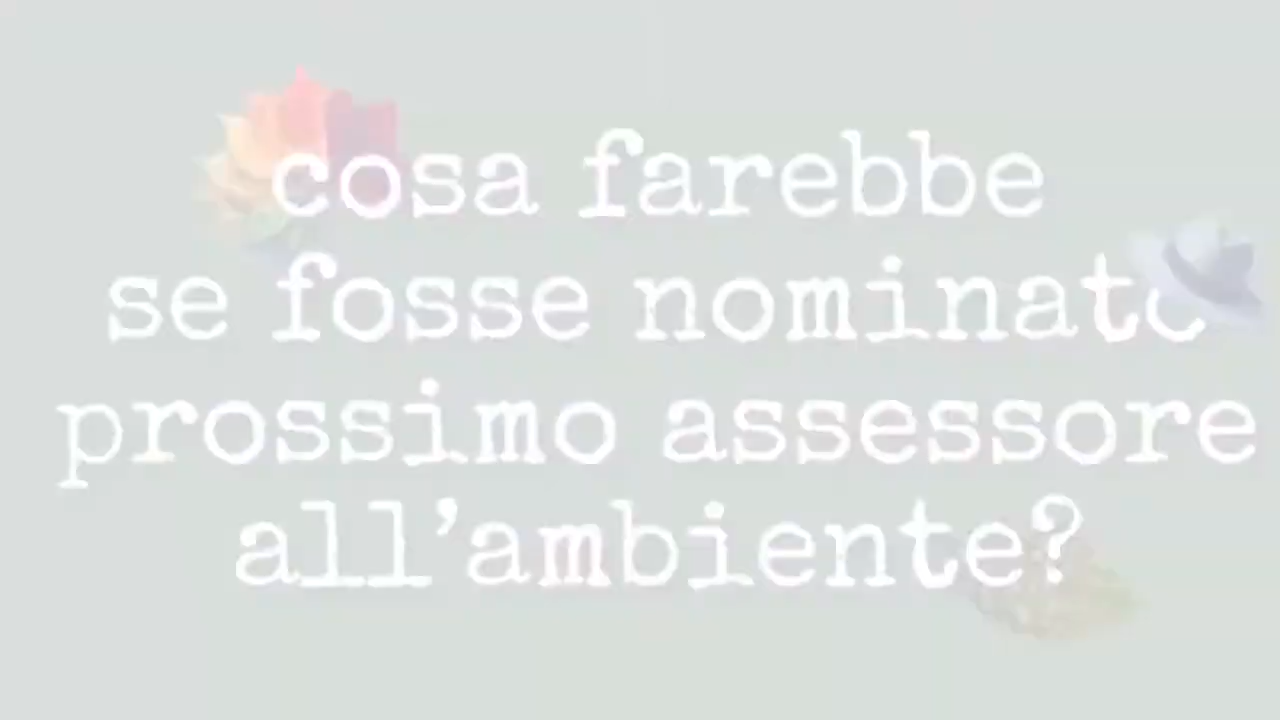 cosa farebbe
se fosse nominato
prossimo assessore
all'ambiente?